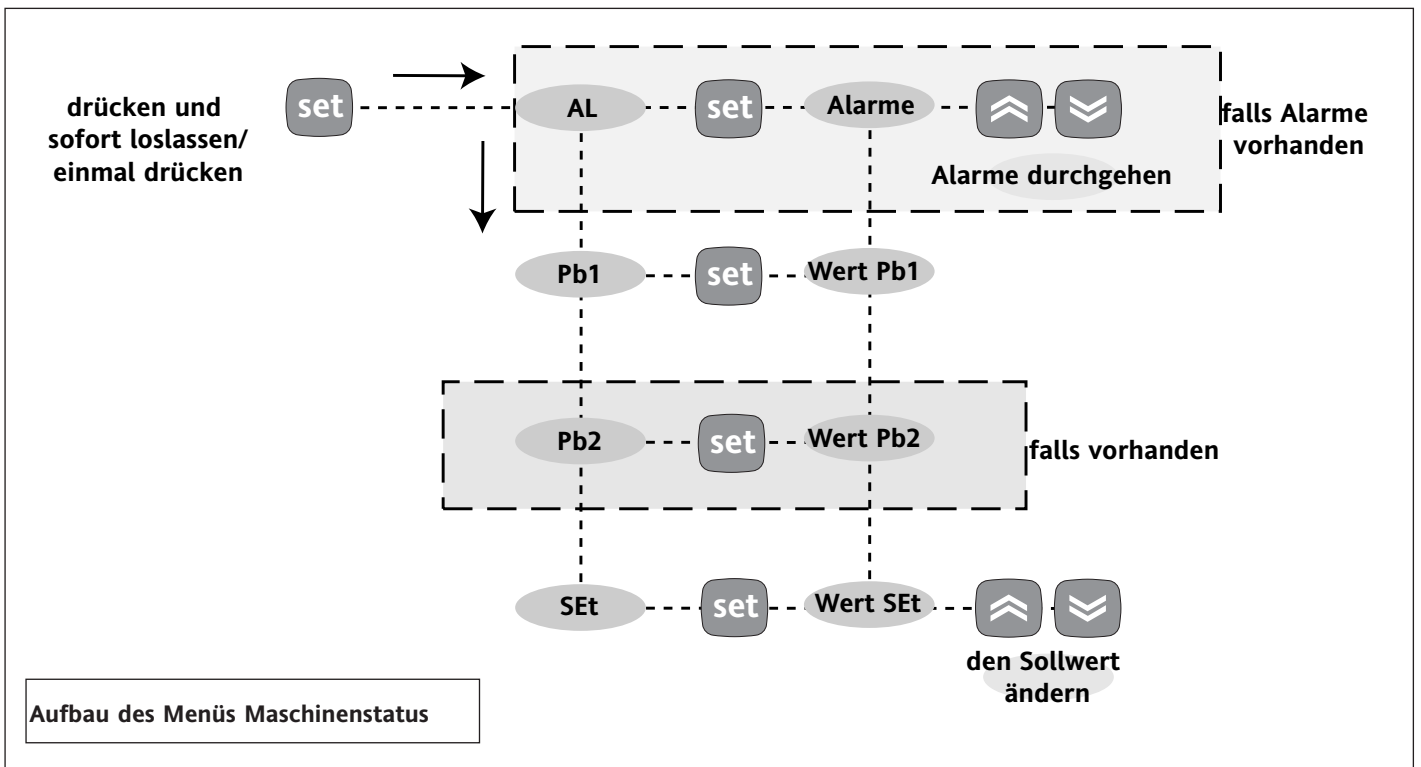 drücken und
sofort loslassen/
einmal drücken
set
AL
set
Alarme
falls Alarme
vorhanden
Alarme durchgehen
Pb1
set
Wert Pb1
Pb2
set
Wert Pb2
falls vorhanden
SEt
set
Wert SEt
den Sollwert
ändern
Aufbau des Menüs Maschinenstatus